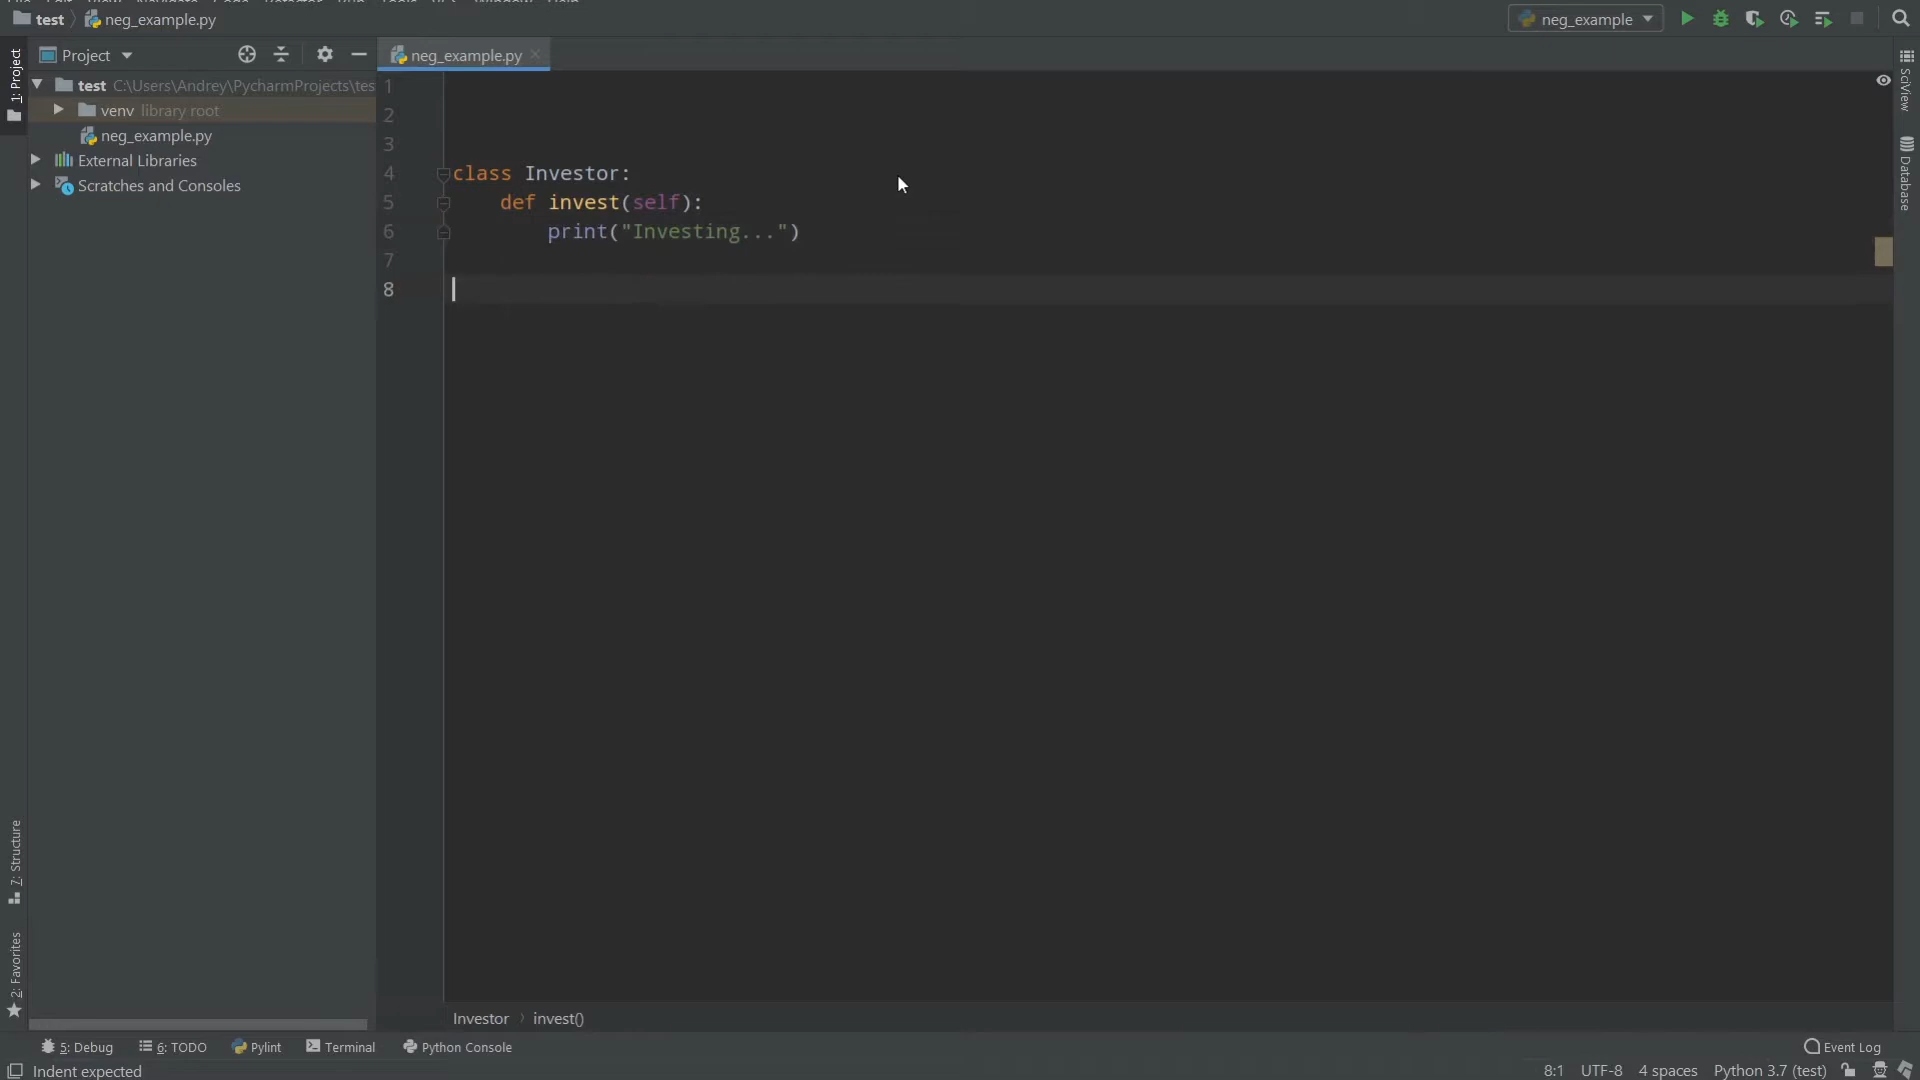 test neg_example.py
neg_example
Project
neg_example.py
1: Project
test C:\Users\Andrey\PycharmProjects\tes
venv library root
neg_example.py
External Libraries
Scratches and Consoles
1
2
3
4 class Investor:
5 def invest(self):
6 print("Investing...")
7
8
SciView
Database
7: Structure
2: Favorites
Investor invest()
5: Debug 6: TODO Pylint Terminal Python Console
Event Log
Indent expected
8:1 UTF-8 4 spaces Python 3.7 (test)